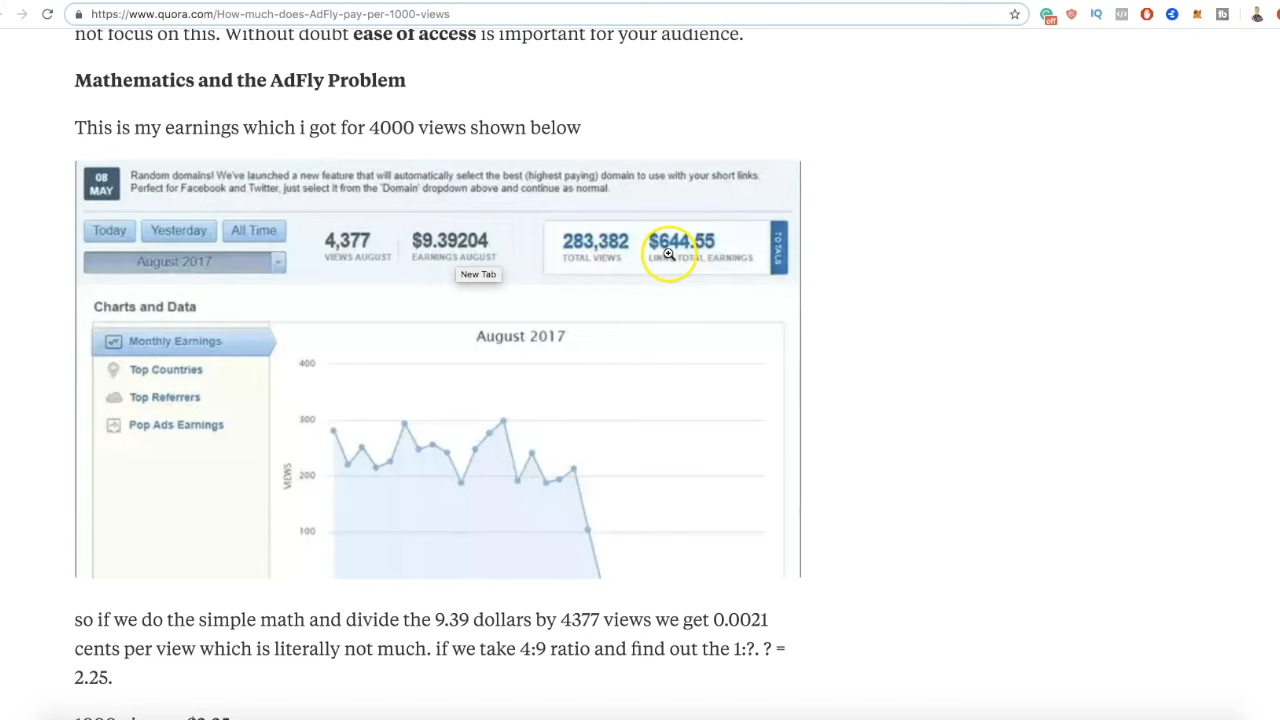 https://www.quora.com/How-much-does-AdFly-pay-per-1000-views
not focus on this. Without doubt ease of access is important for your audience.
Mathematics and the AdFly Problem
This is my earnings which i got for 4000 views shown below
08
MAY
Random domains! We've launched a new feature that will automatically select the best (highest paying) domain to use with your short links.
Perfect for Facebook and Twitter, just select it from the 'Domain' dropdown above and continue as normal.
Today Yesterday All Time
August 2017
4,377
VIEWS AUGUST
$9.39204
EARNINGS AUGUST
283,382
TOTAL VIEWS
$644.55
TOTAL EARNINGS
TOTALS
New Tab
Charts and Data
Monthly Earnings
Top Countries
Top Referrers
Pop Ads Earnings
August 2017
400
300
200
100
VIEWS
so if we do the simple math and divide the 9.39 dollars by 4377 views we get 0.0021
cents per view which is literally not much. if we take 4:9 ratio and find out the 1:?. ? =
2.25.